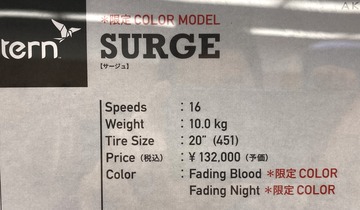 ※限定 COLOR MODEL
tern
SURGE
【サージュ】
Speeds : 16
Weight : 10.0 kg
Tire Size : 20" (451)
Price (税込) : ¥ 132,000 (予価)
Color : Fading Blood ※限定 COLOR
Fading Night ※限定 COLOR